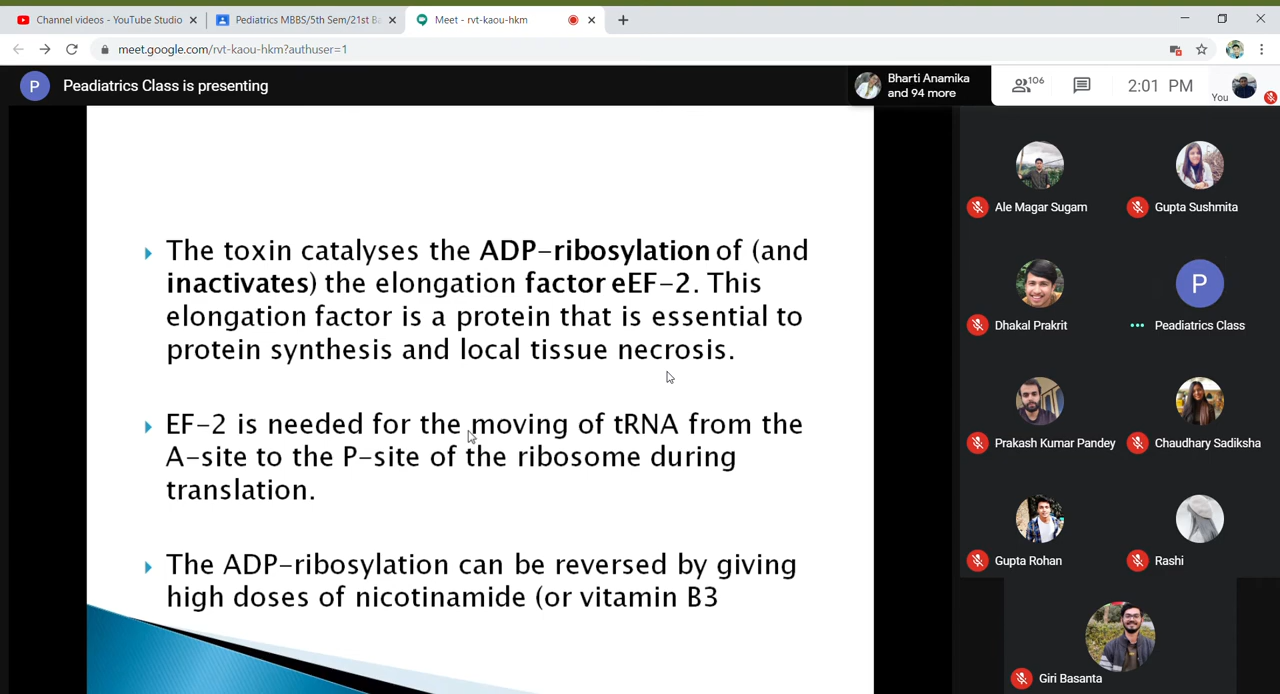 Channel videos - YouTube Studio
Pediatrics MBBS/5th Sem/21st Ba
Meet - rvt-kaou-hkm
meet.google.com/rvt-kaou-hkm?authuser=1
P
Peadiatrics Class is presenting
Bharti Anamika
and 94 more
106
2:01 PM
You
The toxin catalyses the ADP-ribosylation of (and
inactivates) the elongation factor eEF-2. This
elongation factor is a protein that is essential to
protein synthesis and local tissue necrosis.
EF-2 is needed for the moving of tRNA from the
A-site to the P-site of the ribosome during
translation.
The ADP-ribosylation can be reversed by giving
high doses of nicotinamide (or vitamin B3
Ale Magar Sugam
Gupta Sushmita
Dhakal Prakrit
P
Peadiatrics Class
Prakash Kumar Pandey
Chaudhary Sadiksha
Gupta Rohan
Rashi
Giri Basanta